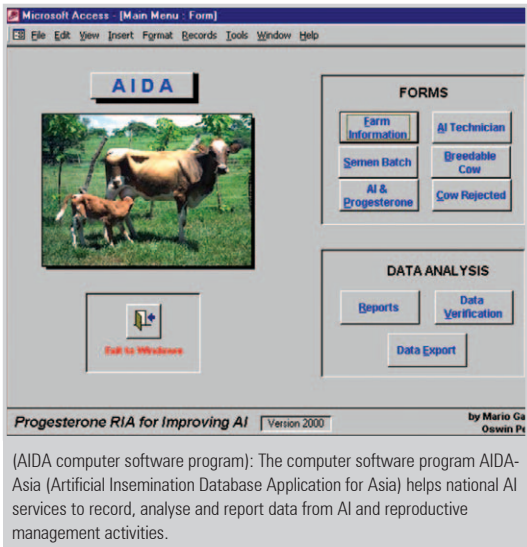 Microsoft Access - [Main Menu : Form]
File Edit View Insert Format Records Tools Window Help
AIDA
FORMS
Farm
Information
AI Technician
Semen Batch
Breedable
Cow
AI &
Progesterone
Cow Rejected
DATA ANALYSIS
Reports
Data
Verification
Data Export
Exit to Windows
Progesterone RIA for Improving AI
Version 2000
by Mario Ga
Oswin Pe
(AIDA computer software program): The computer software program AIDA-
Asia (Artificial Insemination Database Application for Asia) helps national AI
services to record, analyse and report data from AI and reproductive
management activities.